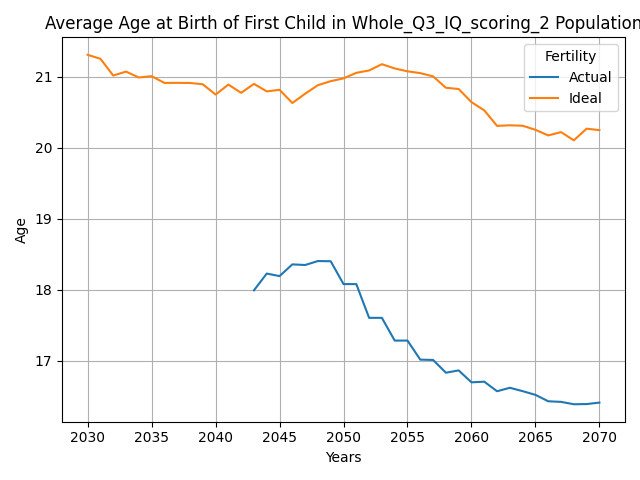 Average Age at Birth of First Child in Whole_Q3_IQ_scoring_2 Population
Fertility
Actual
Ideal
21
20
19
18
17
Age
2030 2035 2040 2045 2050 2055 2060 2065 2070
Years